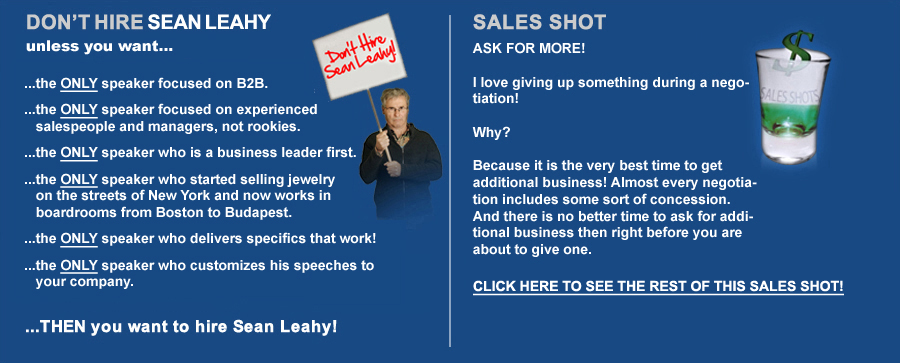 DON'T HIRE SEAN LEAHY
unless you want...
Don't Hire
Sean Leahy!
...the ONLY speaker focused on B2B.
...the ONLY speaker focused on experienced
salespeople and managers, not rookies.
...the ONLY speaker who is a business leader first.
...the ONLY speaker who started selling jewelry
on the streets of New York and now works in
boardrooms from Boston to Budapest.
...the ONLY speaker who delivers specifics that work!
...the ONLY speaker who customizes his speeches to
your company.
...THEN you want to hire Sean Leahy!
SALES SHOT
ASK FOR MORE!
$
SALES SHOTS
I love giving up something during a nego-
tiation!
Why?
Because it is the very best time to get
additional business! Almost every negotia-
tion includes some sort of concession.
And there is no better time to ask for addi-
tional business then right before you are
about to give one.
CLICK HERE TO SEE THE REST OF THIS SALES SHOT!